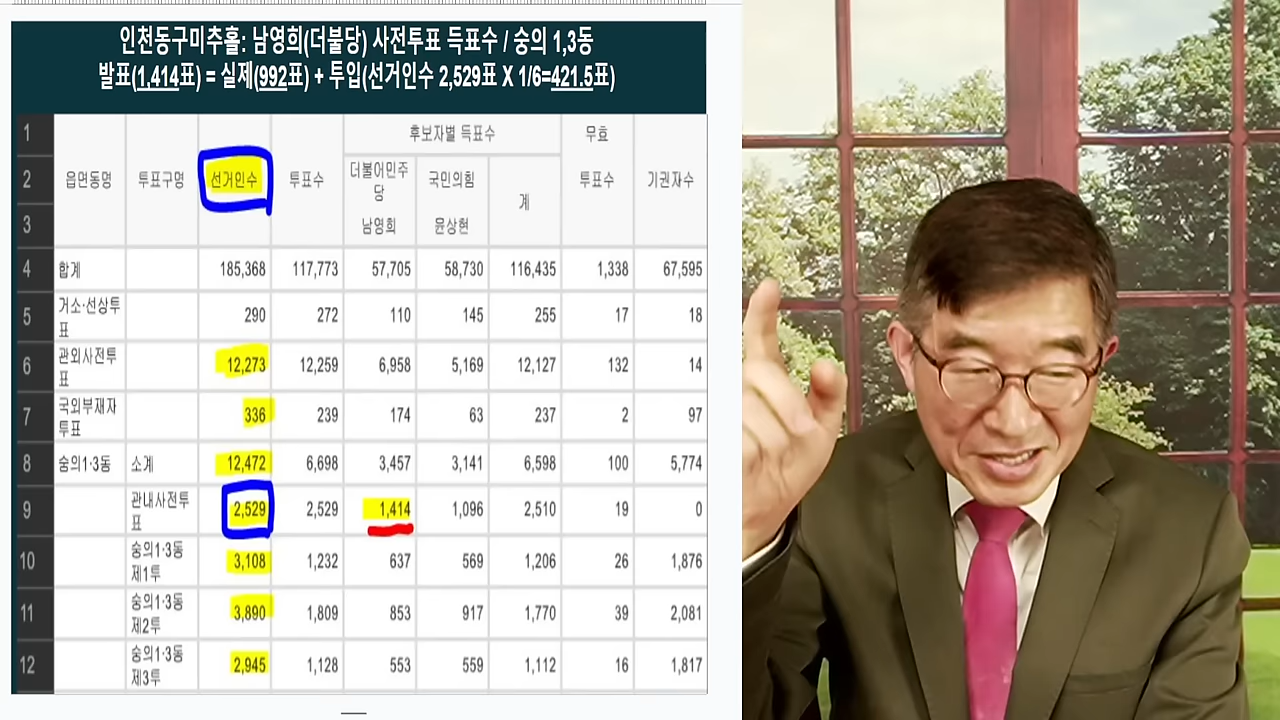 인천동구미추홀: 남영희(더불당) 사전투표 득표수 / 숭의 1,3동
발표(1,414표) = 실제(992표) + 투입(선거인수 2,529표 X 1/6=421.5표)
1 후보자별 득표수 무효
2 읍면동명 투표구명 선거인수 투표수 더불어민주당 국민의힘 계 투표수 기권자수
3 남영희 윤상현
4 합계 185,368 117,773 57,705 58,730 116,435 1,338 67,595
5 거소·선상투표 290 272 110 145 255 17 18
6 관외사전투표 12,273 12,259 6,958 5,169 12,127 132 14
7 국외부재자투표 336 239 174 63 237 2 97
8 숭의1·3동 소계 12,472 6,698 3,457 3,141 6,598 100 5,774
9 관내사전투표 2,529 2,529 1,414 1,096 2,510 19 0
10 숭의1·3동제1투 3,108 1,232 637 569 1,206 26 1,876
11 숭의1·3동제2투 3,890 1,809 853 917 1,770 39 2,081
12 숭의1·3동제3투 2,945 1,128 553 559 1,112 16 1,817